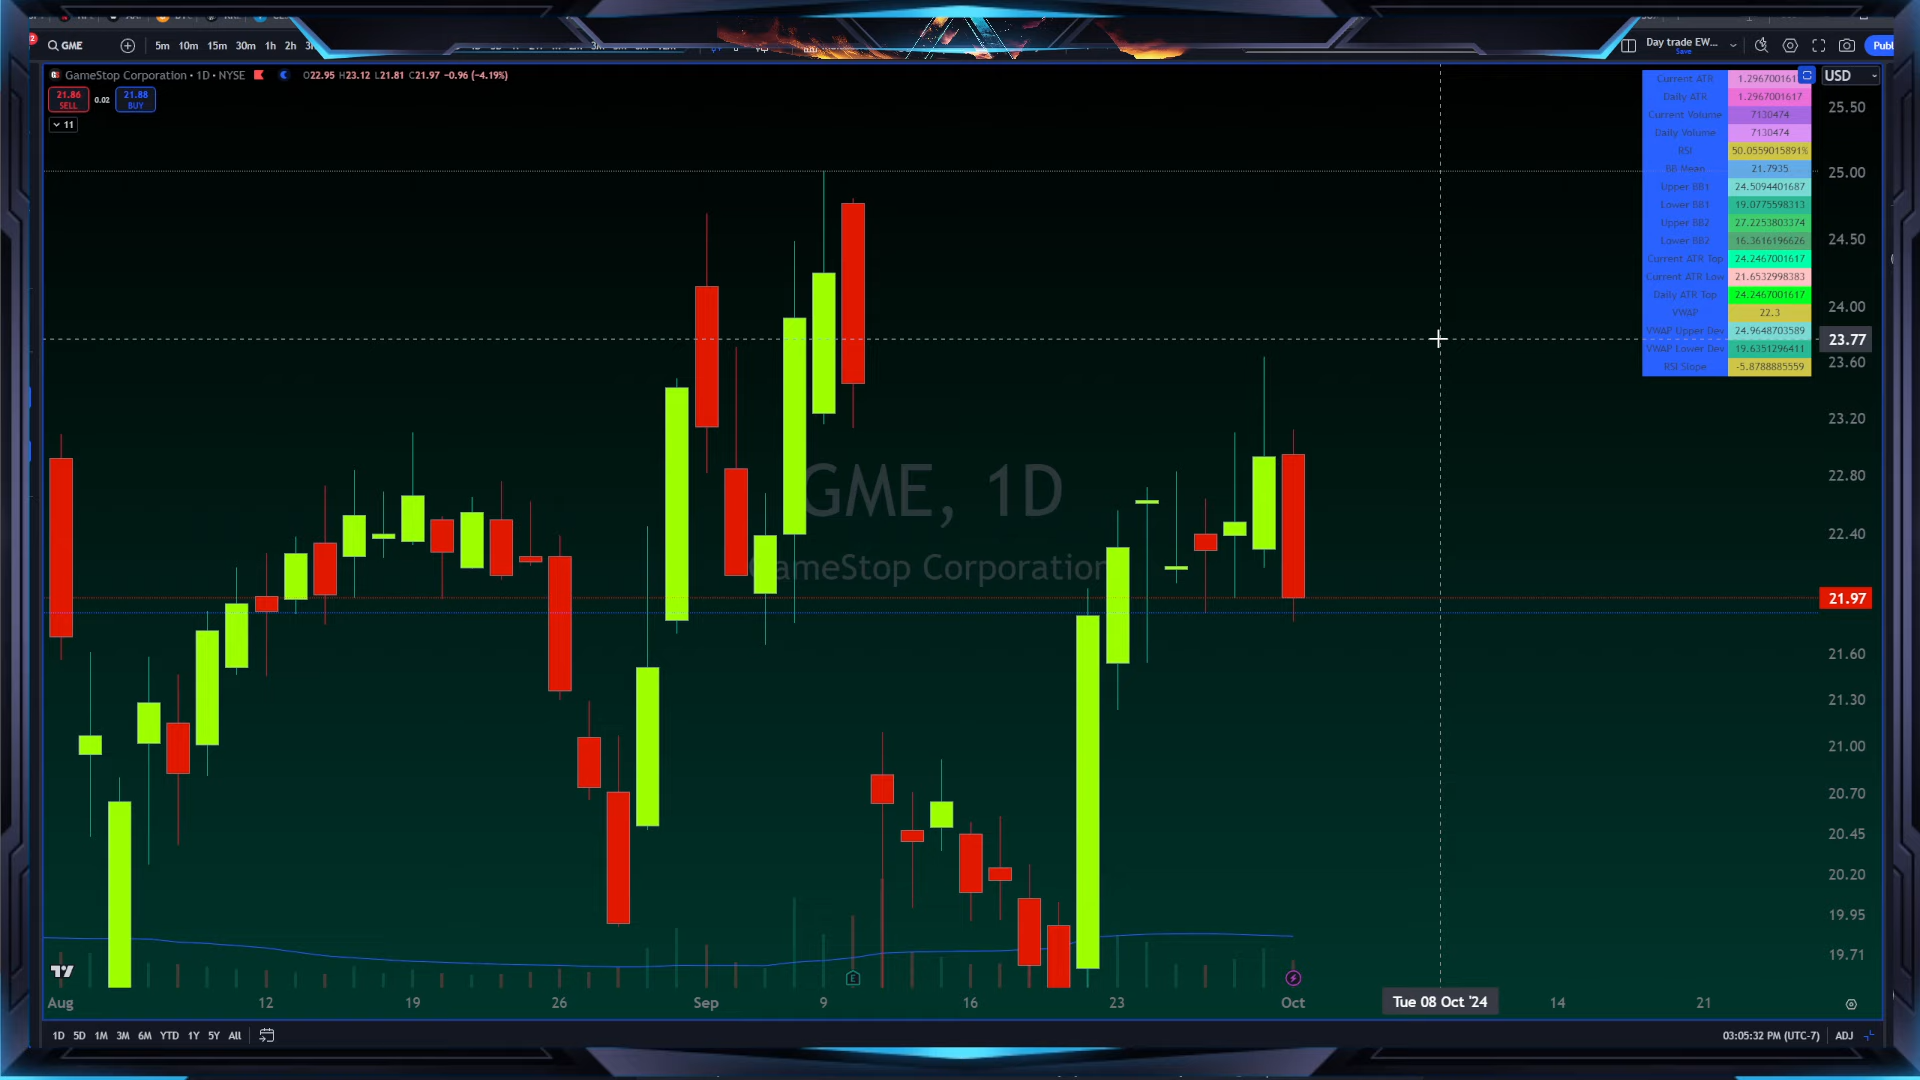 GME
5m 10m 15m 30m 1h 2h
Day trade EW...
Save
Publ
GameStop Corporation · 1D · NYSE O22.95 H23.12 L21.81 C21.97 −0.96 (−4.19%)
21.86
SELL
0.02
21.88
BUY
11
USD
Current ATR
Daily ATR 1.2967001617
Current Volume 7130474
Daily Volume 7130474
RSI 50.0559015891%
BB Mean 21.7935
Upper BB1 24.5094401687
Lower BB1 19.0775598313
Upper BB2 27.2253803374
Lower BB2 16.3616196626
Current ATR Top 24.2467001617
Current ATR Low 21.6532998383
Daily ATR Top 24.2467001617
VWAP 22.3
VWAP Upper Dev 24.9648703589
VWAP Lower Dev 19.6351296411
RSI Slope -5.8788885559
25.50
25.00
24.50
24.00
23.77
23.60
23.20
22.80
22.40
21.97
21.60
21.30
21.00
20.70
20.45
20.20
19.95
19.71
GME, 1D
GameStop Corporation
E
Aug 12 19 26 Sep 9 16 23 Oct Tue 08 Oct '24 14 21
1D 5D 1M 3M 6M YTD 1Y 5Y All
03:05:32 PM (UTC-7) ADJ